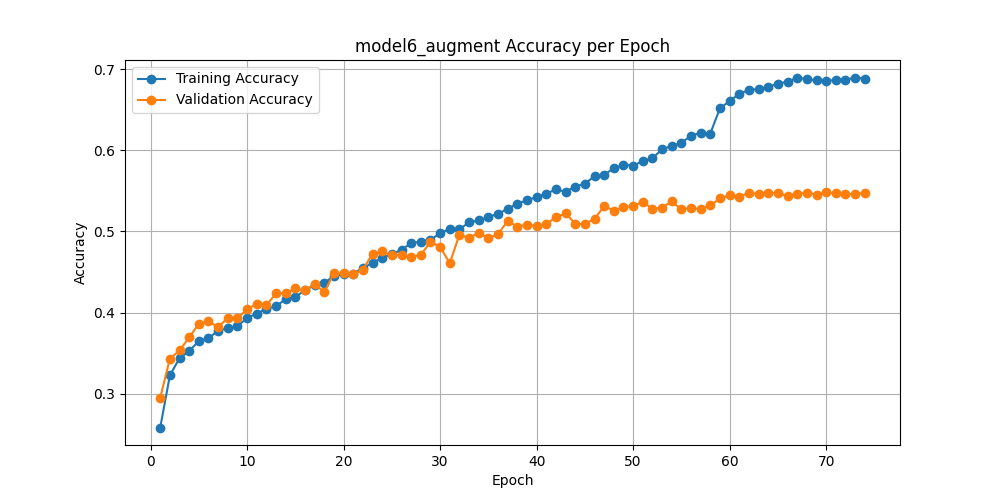 model6_augment Accuracy per Epoch
Training Accuracy
Validation Accuracy
0.7
0.6
0.5
0.4
0.3
Accuracy
0 10 20 30 40 50 60 70
Epoch